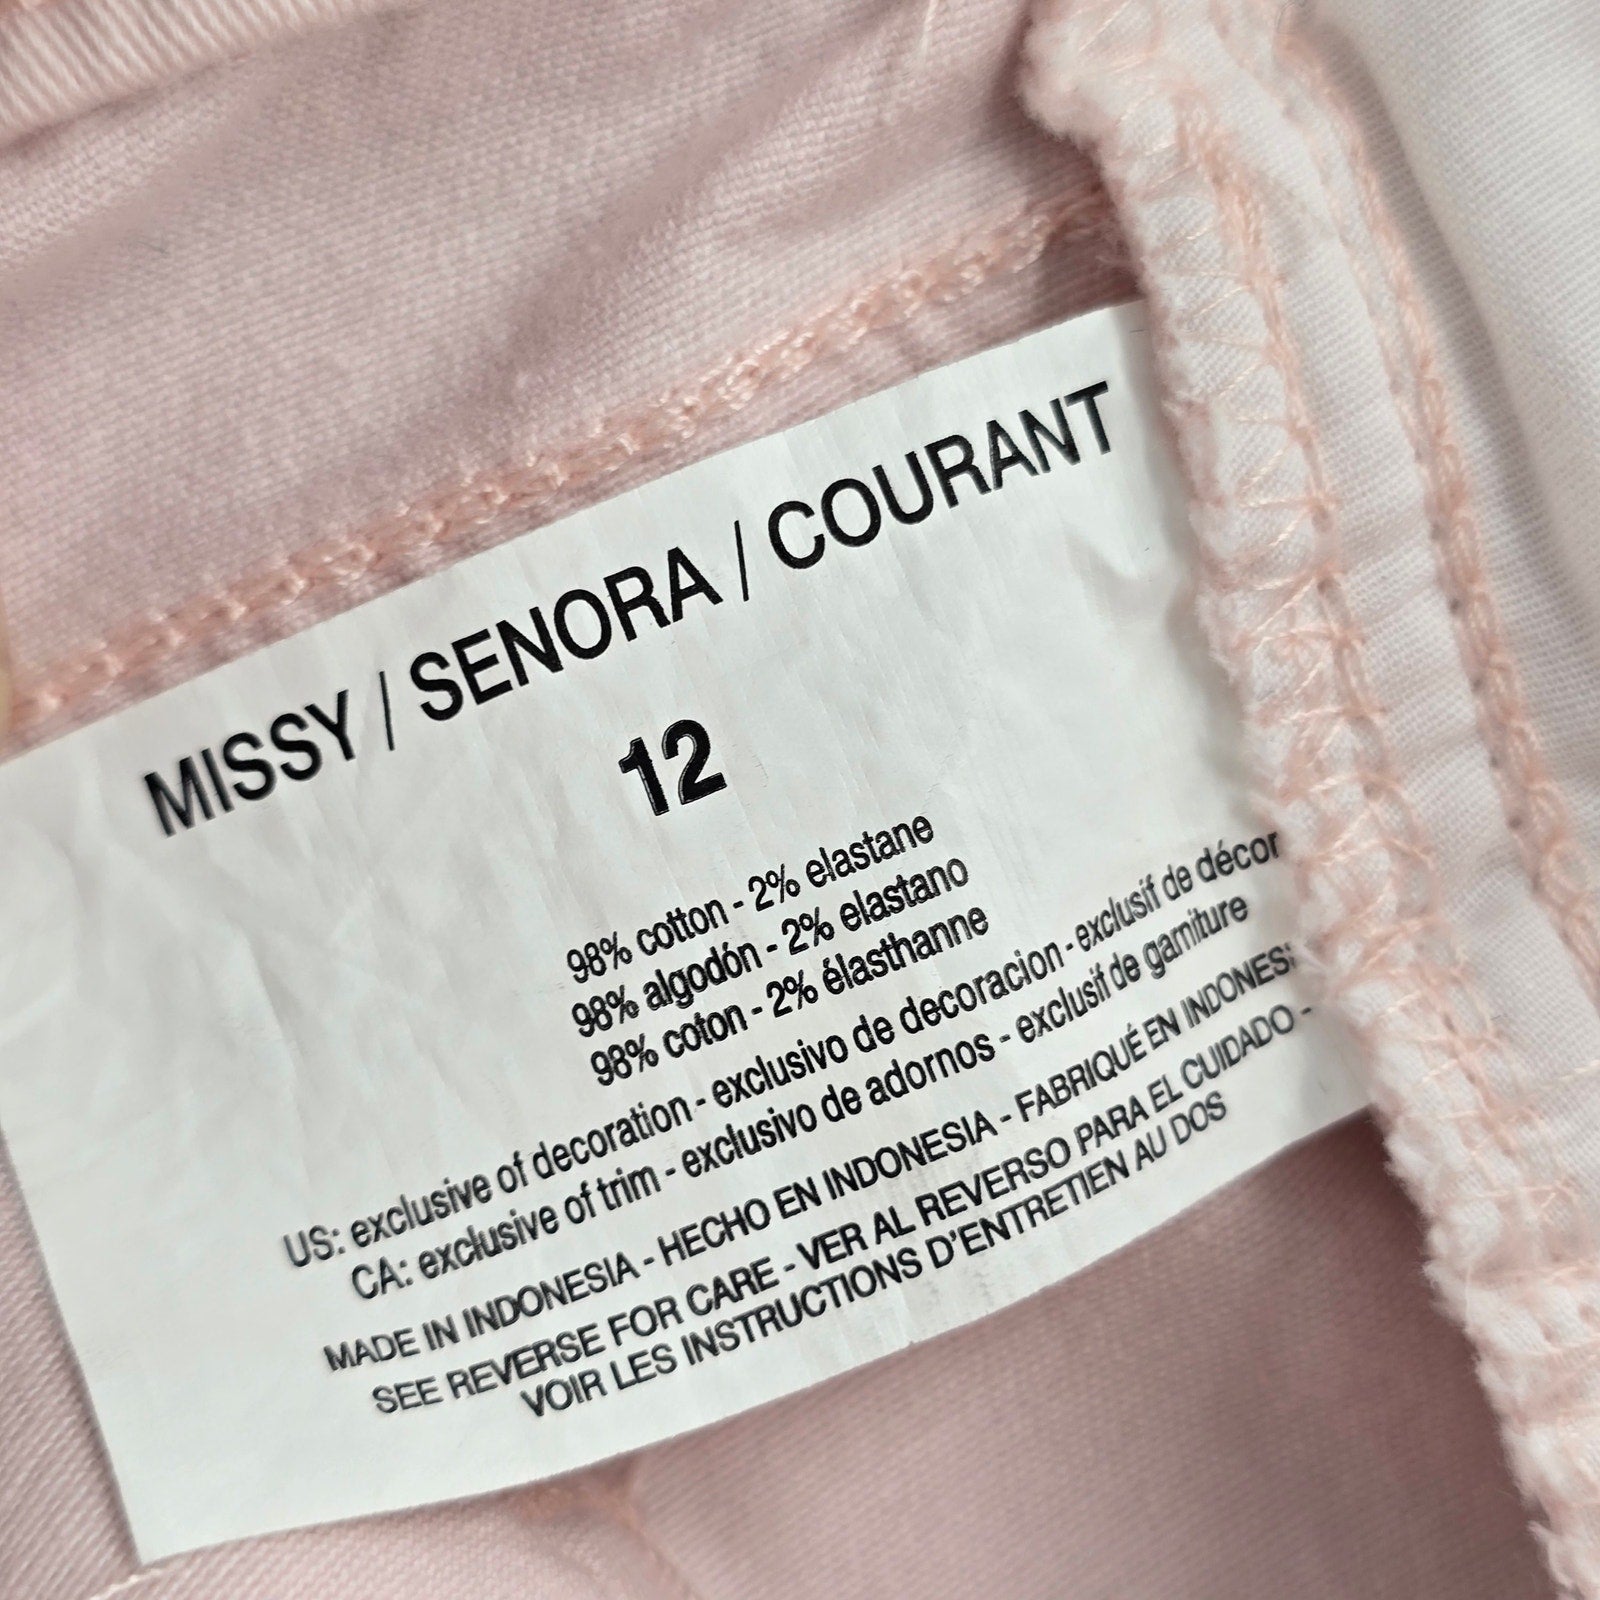 MISSY / SENORA / COURANT
12
98% cotton - 2% elastane
98% algodón - 2% elastano
98% coton - 2% élasthanne
US: exclusive of decoration - exclusivo de decoracion - exclusif de décor
CA: exclusive of trim - exclusivo de adornos - exclusif de garniture
MADE IN INDONESIA - HECHO EN INDONESIA - FABRIQUÉ EN INDONES
SEE REVERSE FOR CARE - VER AL REVERSO PARA EL CUIDADO -
VOIR LES INSTRUCTIONS D'ENTRETIEN AU DOS